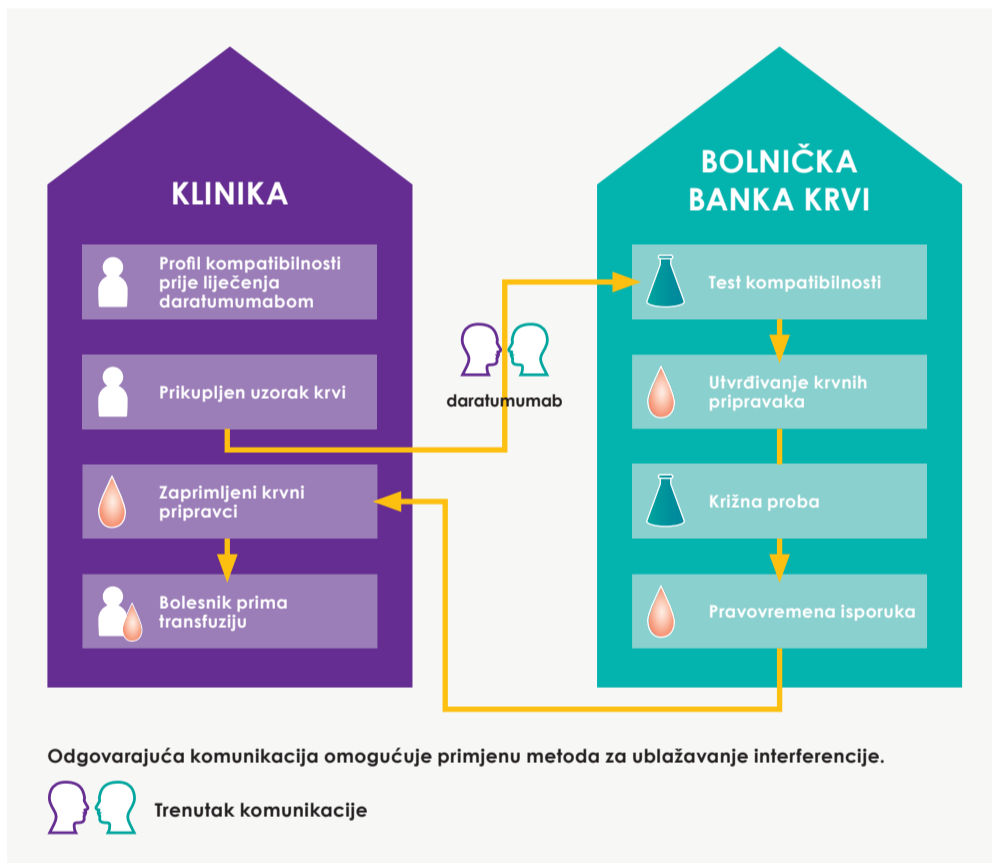 KLINIKA
Profil kompatibilnosti
prije liječenja
daratumumabom
Prikupljen uzorak krvi
Zaprimljeni krvni
pripravci
Bolesnik prima
transfuziju
daratumumab
BOLNIČKA
BANKA KRVI
Test kompatibilnosti
Utvrđivanje krvnih
pripravaka
Križna proba
Pravovremena isporuka
Odgovarajuća komunikacija omogućuje primjenu metoda za ublažavanje interferencije.
Trenutak komunikacije